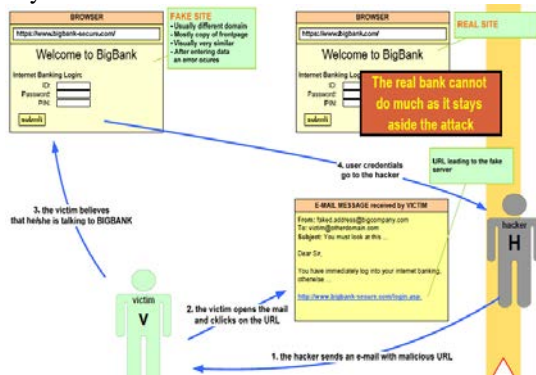 BROWSER
https://www.bigbank-secure.com/
Welcome to BigBank
Internet Banking Login:
ID:
Password:
PIN:
submit
FAKE SITE
- Usually different domain
- Mostly copy of frontpage
- Visually very similar
- After entering data
an error ocures
BROWSER
https://www.bigbank.com/
Welcome to BigBank
Internet Banking Login:
ID:
Password:
PIN:
submit
REAL SITE
The real bank cannot
do much as it stays
aside the attack
4. user credentials
go to the hacker
URL leading to the fake
server
3. the victim believes
that he/she is talking to BIGBANK
E-MAIL MESSAGE received by VICTIM
From: faked.address@bigcompany.com
To: victim@otherdomain.com
Subject: You must look at this ...
Dear Sir,
You have immediately log into your internet banking,
otherwise ...
http://www.bigbank-secure.com/login.asp
hacker
H
victim
V
2. the victim opens the mail
and cklicks on the URL
1. the hacker sends an e-mail with malicious URL